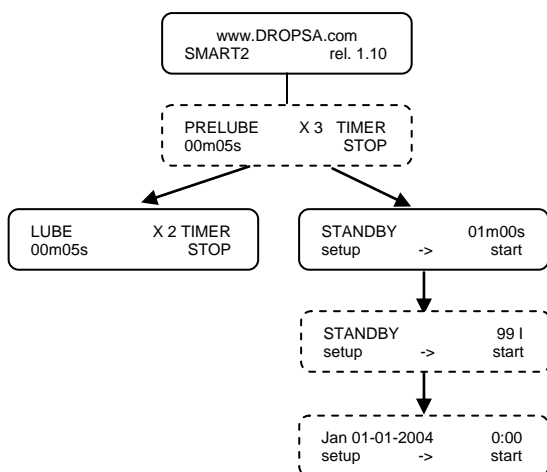 www.DROPSA.com
SMART2 rel. 1.10
PRELUBE X 3 TIMER
00m05s STOP
LUBE X 2 TIMER
00m05s STOP
STANDBY 01m00s
setup -> start
STANDBY 99 I
setup -> start
Jan 01-01-2004 0:00
setup -> start